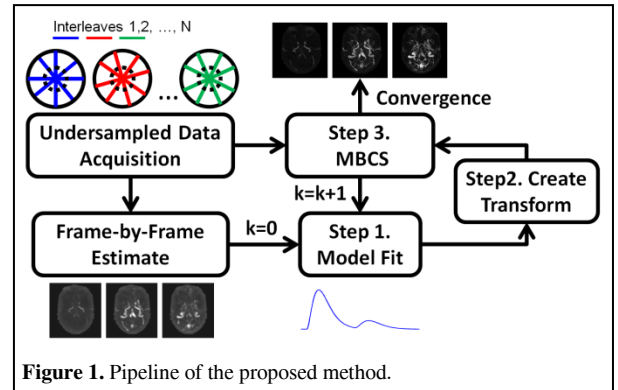 Interleaves 1,2, …, N
...
Convergence
Undersampled Data
Acquisition
Step 3.
MBCS
Step2. Create
Transform
k=k+1
Frame-by-Frame
Estimate
k=0
Step 1.
Model Fit
Figure 1. Pipeline of the proposed method.